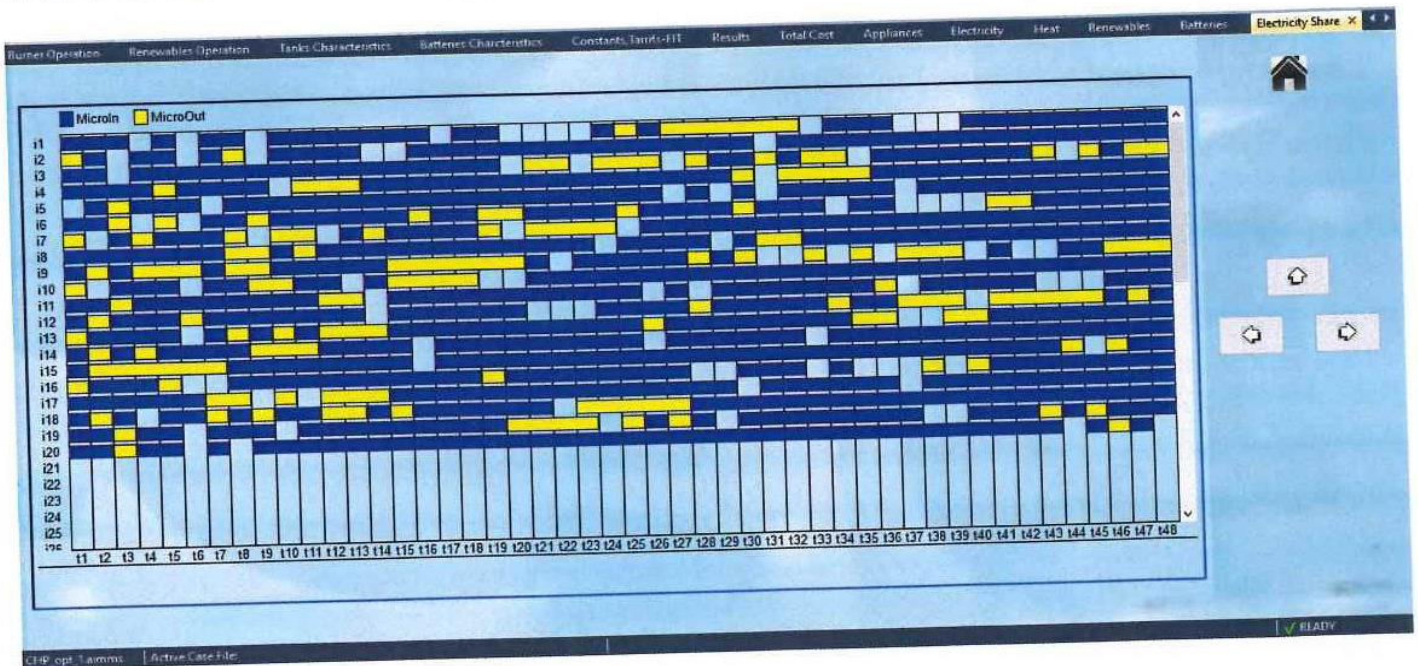 Burner Operation Renewables Operation Tanks Characteristics Batteries Charcteristics Constants,Tarrifs-FIT Results Total Cost Appliances Electricity Heat Renewables Batteries Electricity Share ×
MicroIn MicroOut
i1
i2
i3
i4
i5
i6
i7
i8
i9
i10
i11
i12
i13
i14
i15
i16
i17
i18
i19
i20
i21
i22
i23
i24
i25
i26
t1 t2 t3 t4 t5 t6 t7 t8 t9 t10 t11 t12 t13 t14 t15 t16 t17 t18 t19 t20 t21 t22 t23 t24 t25 t26 t27 t28 t29 t30 t31 t32 t33 t34 t35 t36 t37 t38 t39 t40 t41 t42 t43 t44 t45 t46 t47 t48
READY
CHP_opt_1.aimms Active Case File: